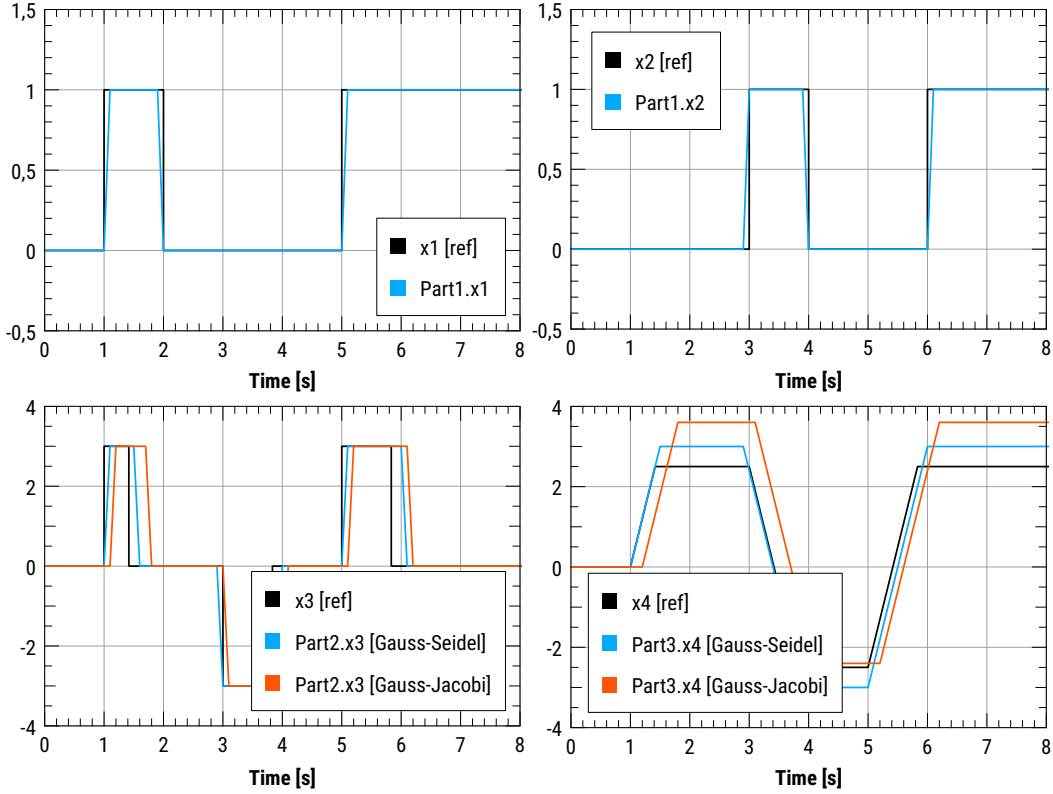 1,5
1
0,5
0
-0,5
0 1 2 3 4 5 6 7 8
Time [s]
x1 [ref]
Part1.x1
1,5
1
0,5
0
-0,5
0 1 2 3 4 5 6 7 8
Time [s]
x2 [ref]
Part1.x2
4
2
0
-2
-4
0 1 2 3 4 5 6 7 8
Time [s]
x3 [ref]
Part2.x3 [Gauss-Seidel]
Part2.x3 [Gauss-Jacobi]
4
2
0
-2
-4
0 1 2 3 4 5 6 7 8
Time [s]
x4 [ref]
Part3.x4 [Gauss-Seidel]
Part3.x4 [Gauss-Jacobi]